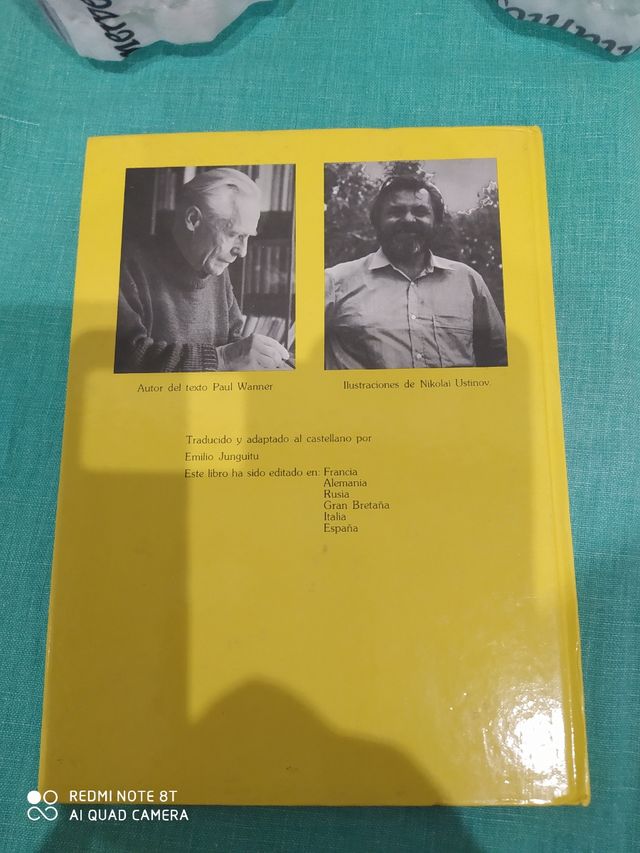 Autor del texto Paul Wanner
Ilustraciones de Nikolai Ustinov.
Traducido y adaptado al castellano por
Emilio Junguitu
Este libro ha sido editado en: Francia
Alemania
Rusia
Gran Bretaña
Italia
España
REDMI NOTE 8T
AI QUAD CAMERA